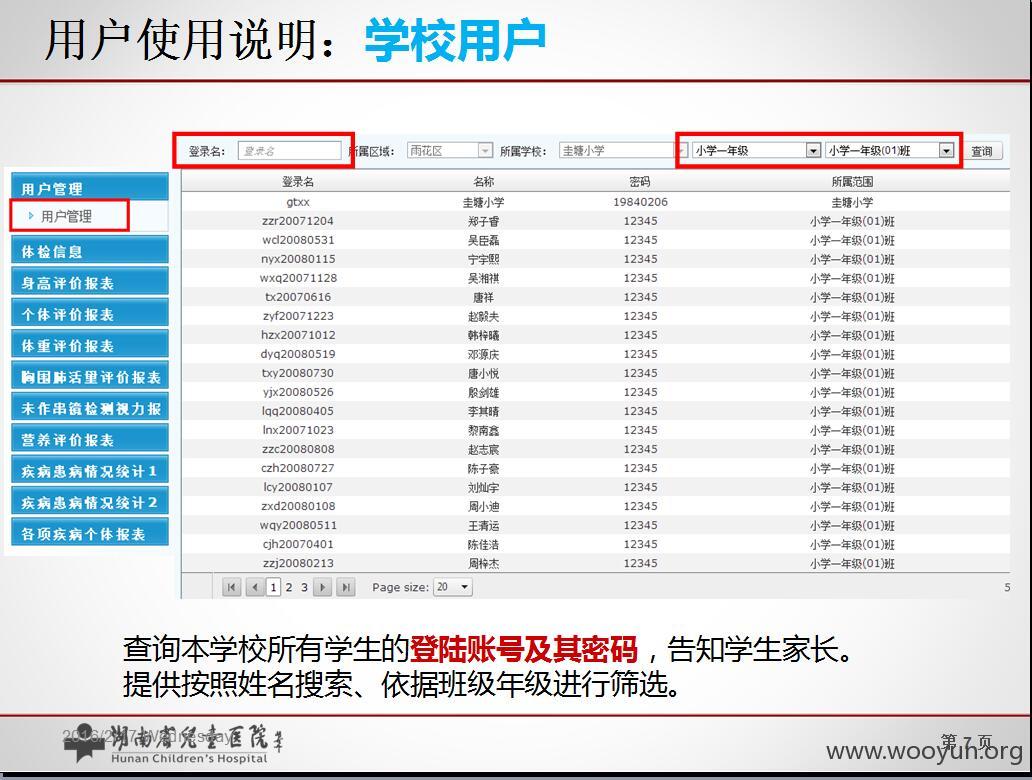 用户使用说明：学校用户
登录名： 登录名 所属区域： 雨花区 所属学校： 圭塘小学 小学一年级 小学一年级(01)班 查询
用户管理
用户管理
体检信息
身高评价报表
个体评价报表
体重评价报表
胸围肺活量评价报表
未作串镜检测视力报
营养评价报表
疾病患病情况统计1
疾病患病情况统计2
各项疾病个体报表
登录名 名称 密码 所属范围
gtxx 圭塘小学 19840206 圭塘小学
zzr20071204 郑子睿 12345 小学一年级(01)班
wcl20080531 吴臣磊 12345 小学一年级(01)班
nyx20080115 宁宇熙 12345 小学一年级(01)班
wxq20071128 吴湘祺 12345 小学一年级(01)班
tx20070616 唐祥 12345 小学一年级(01)班
zyf20071223 赵毅夫 12345 小学一年级(01)班
hzx20071012 韩梓曦 12345 小学一年级(01)班
dyq20080519 邓源庆 12345 小学一年级(01)班
txy20080730 唐小悦 12345 小学一年级(01)班
yjx20080526 殷剑雄 12345 小学一年级(01)班
lqq20080405 李其晴 12345 小学一年级(01)班
lnx20071023 黎南鑫 12345 小学一年级(01)班
zzc20080808 赵志宸 12345 小学一年级(01)班
czh20080727 陈子豪 12345 小学一年级(01)班
lcy20080107 刘灿宇 12345 小学一年级(01)班
zxd20080108 周小迪 12345 小学一年级(01)班
wqy20080511 王清运 12345 小学一年级(01)班
cjh20070401 陈佳浩 12345 小学一年级(01)班
zzj20080213 周梓杰 12345 小学一年级(01)班
1 2 3 Page size: 20 5
查询本学校所有学生的登陆账号及其密码，告知学生家长。
提供按照姓名搜索、依据班级年级进行筛选。
湖南省兒童医院
Hunan Children's Hospital
Wednesday
第 7 页
www.wooyun.org